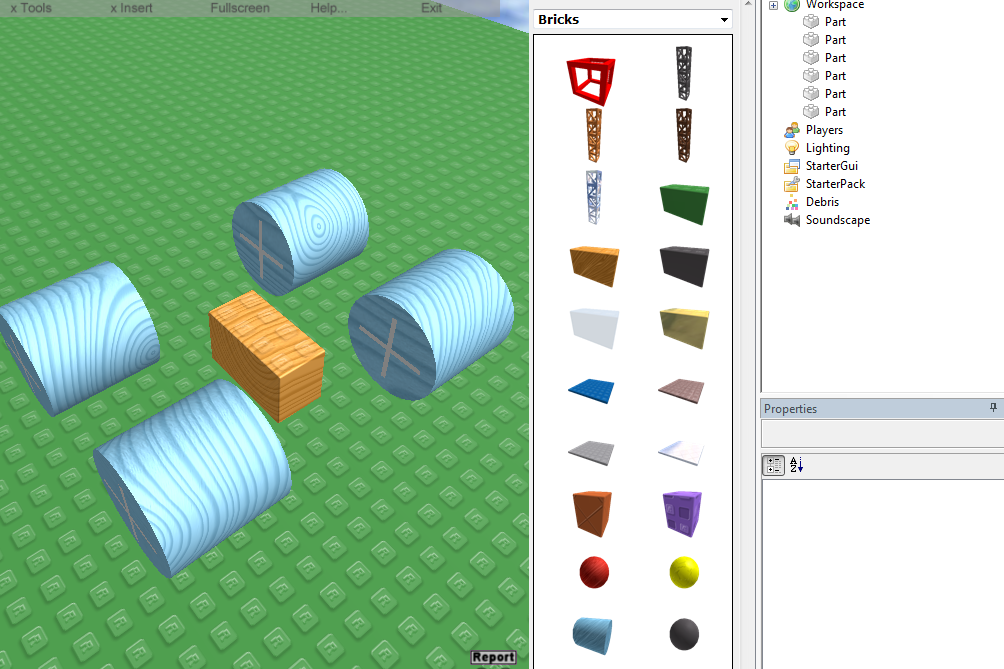 x Tools x Insert Fullscreen Help... Exit
Report
Bricks
Workspace
Part
Part
Part
Part
Part
Part
Players
Lighting
StarterGui
StarterPack
Debris
Soundscape
Properties